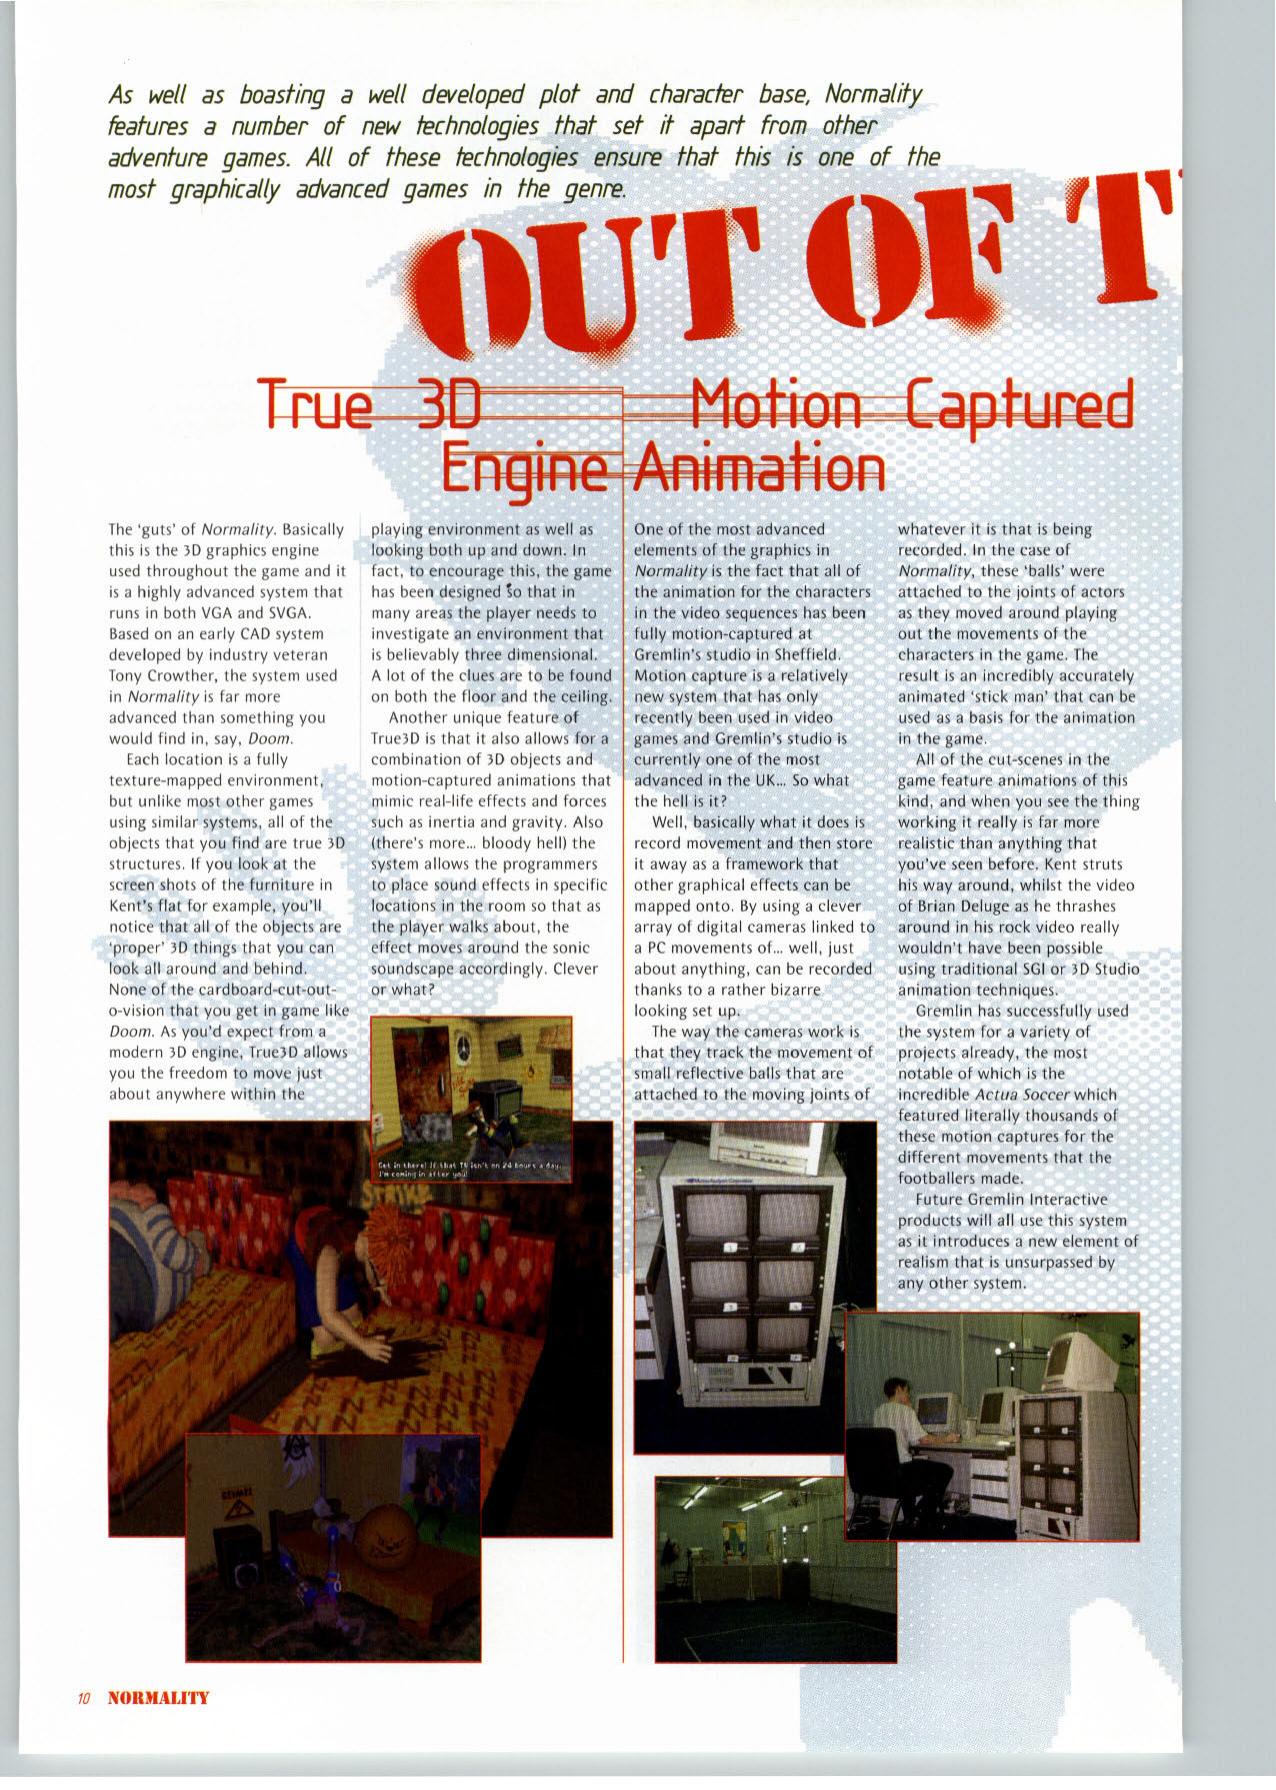 As well as boasting a well developed plot and character base, Normality
features a number of new technologies that set it apart from other
adventure games. All of these technologies ensure that this is one of the
most graphically advanced games in the genre.
OUT OF T
True 3D
Engine
The 'guts' of Normality. Basically
this is the 3D graphics engine
used throughout the game and it
is a highly advanced system that
runs in both VGA and SVGA.
Based on an early CAD system
developed by industry veteran
Tony Crowther, the system used
in Normality is far more
advanced than something you
would find in, say, Doom.
Each location is a fully
texture-mapped environment,
but unlike most other games
using similar systems, all of the
objects that you find are true 3D
structures. If you look at the
screen shots of the furniture in
Kent's flat for example, you'll
notice that all of the objects are
'proper' 3D things that you can
look all around and behind.
None of the cardboard-cut-out-
o-vision that you get in game like
Doom. As you'd expect from a
modern 3D engine, True3D allows
you the freedom to move just
about anywhere within the
playing environment as well as
looking both up and down. In
fact, to encourage this, the game
has been designed so that in
many areas the player needs to
investigate an environment that
is believably three dimensional.
A lot of the clues are to be found
on both the floor and the ceiling.
Another unique feature of
True3D is that it also allows for a
combination of 3D objects and
motion-captured animations that
mimic real-life effects and forces
such as inertia and gravity. Also
(there's more... bloody hell) the
system allows the programmers
to place sound effects in specific
locations in the room so that as
the player walks about, the
effect moves around the sonic
soundscape accordingly. Clever
or what?
Get in there! If that TV isn't on 24 hours a day,
I'm coming in after you!
Motion Captured
Animation
One of the most advanced
elements of the graphics in
Normality is the fact that all of
the animation for the characters
in the video sequences has been
fully motion-captured at
Gremlin's studio in Sheffield.
Motion capture is a relatively
new system that has only
recently been used in video
games and Gremlin's studio is
currently one of the most
advanced in the UK... So what
the hell is it?
Well, basically what it does is
record movement and then store
it away as a framework that
other graphical effects can be
mapped onto. By using a clever
array of digital cameras linked to
a PC movements of... well, just
about anything, can be recorded
thanks to a rather bizarre
looking set up.
The way the cameras work is
that they track the movement of
small reflective balls that are
attached to the moving joints of
whatever it is that is being
recorded. In the case of
Normality, these 'balls' were
attached to the joints of actors
as they moved around playing
out the movements of the
characters in the game. The
result is an incredibly accurately
animated 'stick man' that can be
used as a basis for the animation
in the game.
All of the cut-scenes in the
game feature animations of this
kind, and when you see the thing
working it really is far more
realistic than anything that
you've seen before. Kent struts
his way around, whilst the video
of Brian Deluge as he thrashes
around in his rock video really
wouldn't have been possible
using traditional SGI or 3D Studio
animation techniques.
Gremlin has successfully used
the system for a variety of
projects already, the most
notable of which is the
incredible Actua Soccer which
featured literally thousands of
these motion captures for the
different movements that the
footballers made.
Future Gremlin Interactive
products will all use this system
as it introduces a new element of
realism that is unsurpassed by
any other system.
10 NORMALITY